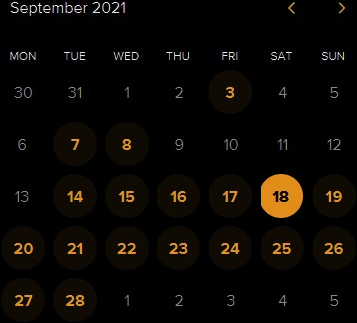 September 2021
MON TUE WED THU FRI SAT SUN
30 31 1 2 3 4 5
6 7 8 9 10 11 12
13 14 15 16 17 18 19
20 21 22 23 24 25 26
27 28 1 2 3 4 5